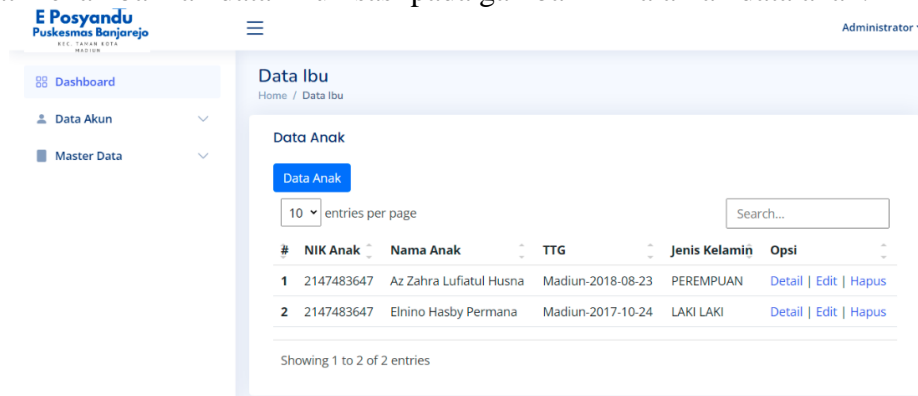 E Posyandu
Puskesmas Banjarejo
KEC. TAMAN KOTA
MADIUN
Administrator
Dashboard
Data Akun
Master Data
Data Ibu
Home / Data Ibu
Data Anak
Data Anak
10 entries per page
Search...
# NIK Anak Nama Anak TTG Jenis Kelamin Opsi
1 2147483647 Az Zahra Lufiatul Husna Madiun-2018-08-23 PEREMPUAN Detail | Edit | Hapus
2 2147483647 Elnino Hasby Permana Madiun-2017-10-24 LAKI LAKI Detail | Edit | Hapus
Showing 1 to 2 of 2 entries